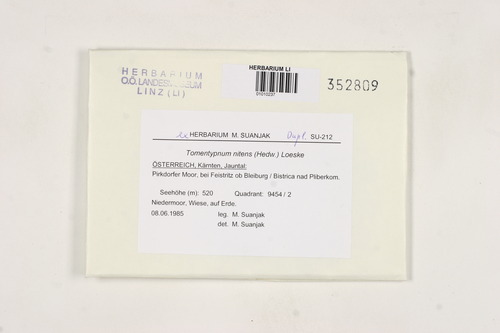 HERBARIUM
O.Ö. LANDESMUSEUM
LINZ (LI)
HERBARIUM LI
01010237
352809
ex HERBARIUM M. SUANJAK Dupl. SU-212
Tomentypnum nitens (Hedw.) Loeske
ÖSTERREICH, Kärnten, Jauntal:
Pirkdorfer Moor, bei Feistritz ob Bleiburg / Bistrica nad Pliberkom.
Seehöhe (m): 520 Quadrant: 9454 / 2
Niedermoor, Wiese, auf Erde.
08.06.1985 leg. M. Suanjak
det. M. Suanjak